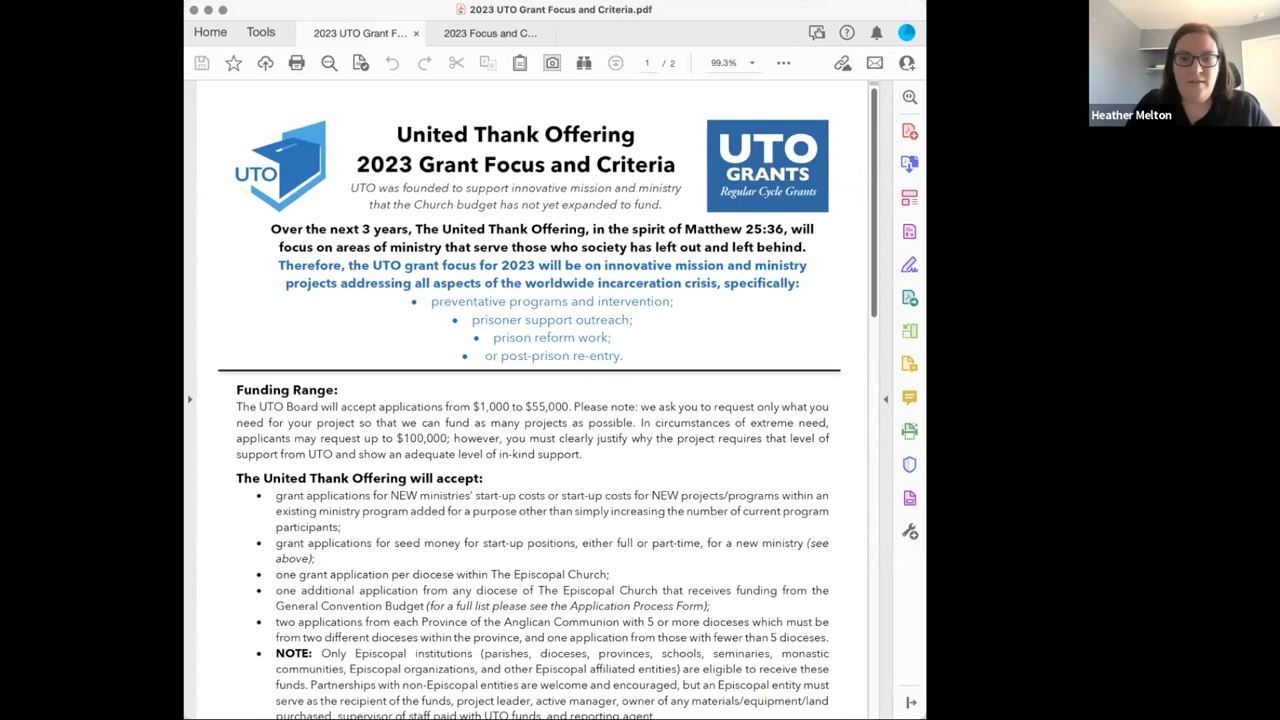 2023 UTO Grant Focus and Criteria.pdf
Home Tools 2023 UTO Grant F... × 2023 Focus and C...
1 / 2 99.3%
Heather Melton
UTO
United Thank Offering
2023 Grant Focus and Criteria
UTO was founded to support innovative mission and ministry
that the Church budget has not yet expanded to fund.
UTO
GRANTS
Regular Cycle Grants
Over the next 3 years, The United Thank Offering, in the spirit of Matthew 25:36, will
focus on areas of ministry that serve those who society has left out and left behind.
Therefore, the UTO grant focus for 2023 will be on innovative mission and ministry
projects addressing all aspects of the worldwide incarceration crisis, specifically:
• preventative programs and intervention;
• prisoner support outreach;
• prison reform work;
• or post-prison re-entry.
Funding Range:
The UTO Board will accept applications from $1,000 to $55,000. Please note: we ask you to request only what you
need for your project so that we can fund as many projects as possible. In circumstances of extreme need,
applicants may request up to $100,000; however, you must clearly justify why the project requires that level of
support from UTO and show an adequate level of in-kind support.
The United Thank Offering will accept:
• grant applications for NEW ministries' start-up costs or start-up costs for NEW projects/programs within an
existing ministry program added for a purpose other than simply increasing the number of current program
participants;
• grant applications for seed money for start-up positions, either full or part-time, for a new ministry (see
above);
• one grant application per diocese within The Episcopal Church;
• one additional application from any diocese of The Episcopal Church that receives funding from the
General Convention Budget (for a full list please see the Application Process Form);
• two applications from each Province of the Anglican Communion with 5 or more dioceses which must be
from two different dioceses within the province, and one application from those with fewer than 5 dioceses.
• NOTE: Only Episcopal institutions (parishes, dioceses, provinces, schools, seminaries, monastic
communities, Episcopal organizations, and other Episcopal affiliated entities) are eligible to receive these
funds. Partnerships with non-Episcopal entities are welcome and encouraged, but an Episcopal entity must
serve as the recipient of the funds, project leader, active manager, owner of any materials/equipment/land
purchased, supervisor of staff paid with UTO funds, and reporting agent.